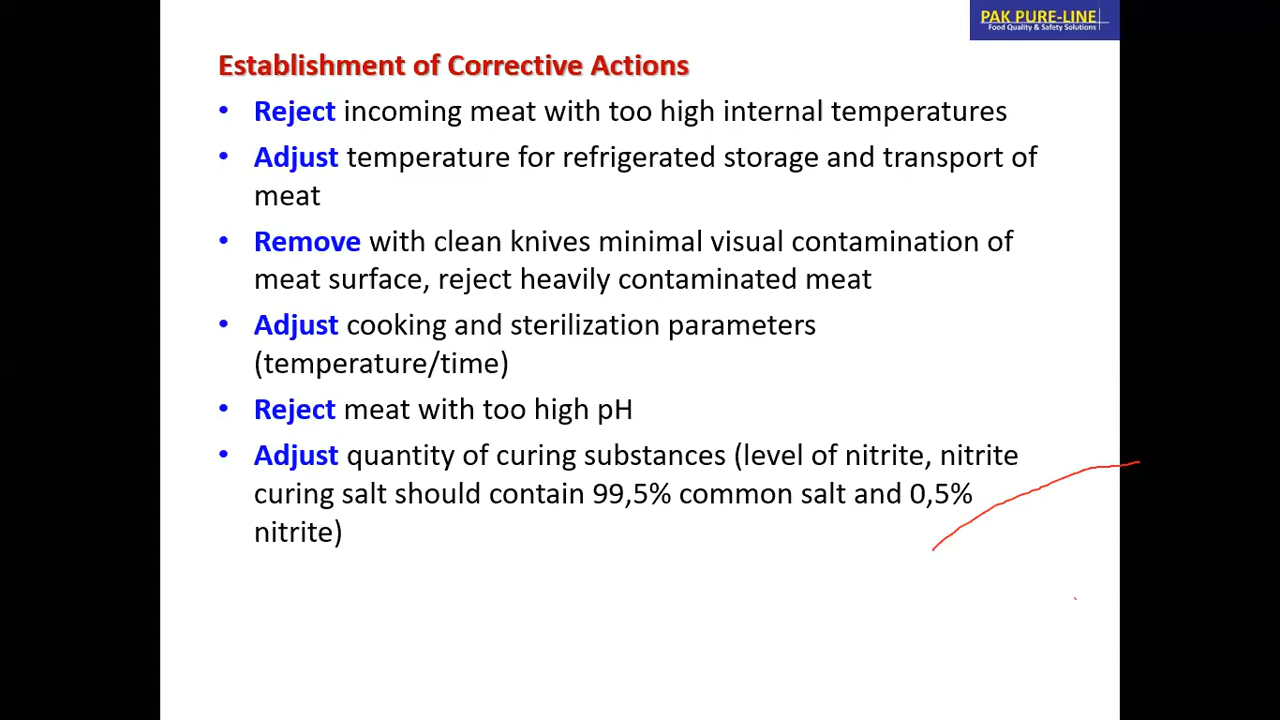 PAK PURE-LINE
Food Quality & Safety Solutions
Establishment of Corrective Actions
• Reject incoming meat with too high internal temperatures
• Adjust temperature for refrigerated storage and transport of
meat
• Remove with clean knives minimal visual contamination of
meat surface, reject heavily contaminated meat
• Adjust cooking and sterilization parameters
(temperature/time)
• Reject meat with too high pH
• Adjust quantity of curing substances (level of nitrite, nitrite
curing salt should contain 99,5% common salt and 0,5%
nitrite)